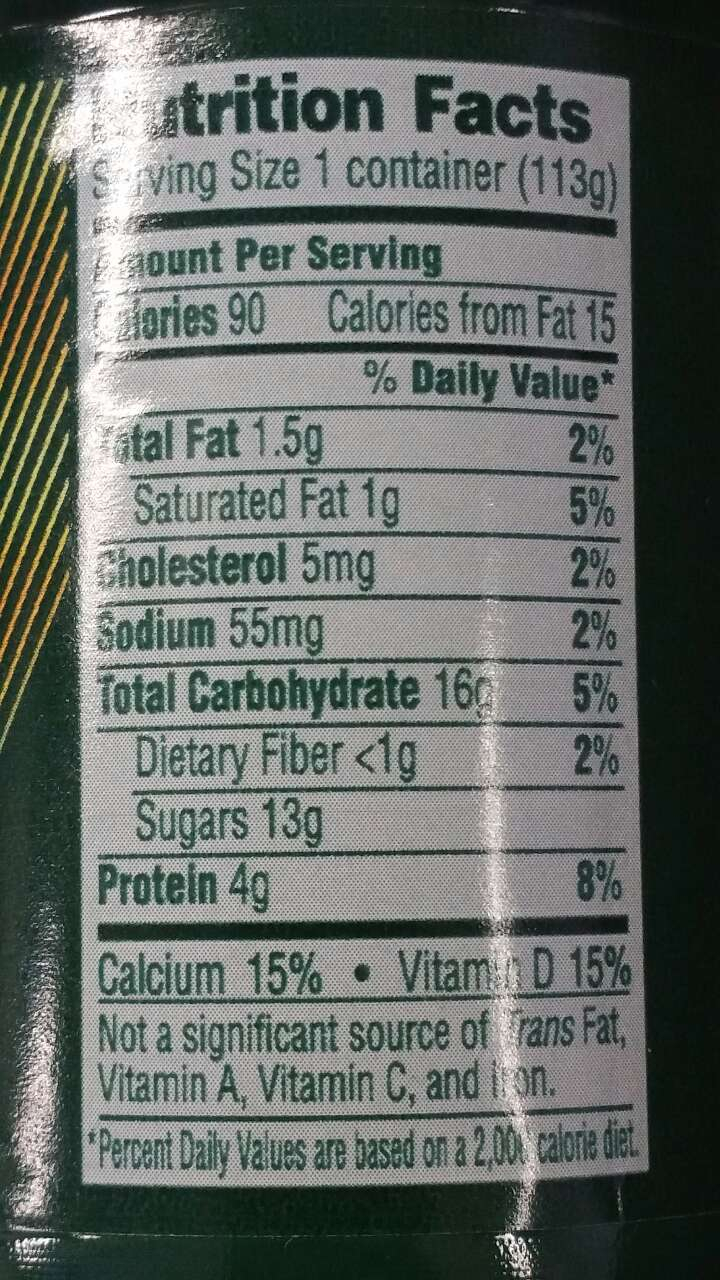 Nutrition Facts
Serving Size 1 container (113g)
Amount Per Serving
Calories 90 Calories from Fat 15
% Daily Value*
Total Fat 1.5g 2%
Saturated Fat 1g 5%
Cholesterol 5mg 2%
Sodium 55mg 2%
Total Carbohydrate 16g 5%
Dietary Fiber <1g 2%
Sugars 13g
Protein 4g 8%
Calcium 15% • Vitamin D 15%
Not a significant source of Trans Fat,
Vitamin A, Vitamin C, and iron.
*Percent Daily Values are based on a 2,000 calorie diet.